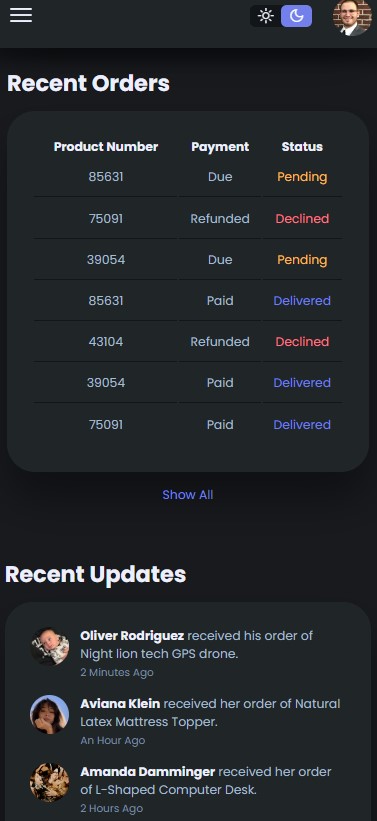 Recent Orders
Product Number Payment Status
85631 Due Pending
75091 Refunded Declined
39054 Due Pending
85631 Paid Delivered
43104 Refunded Declined
39054 Paid Delivered
75091 Paid Delivered
Show All
Recent Updates
Oliver Rodriguez received his order of
Night lion tech GPS drone.
2 Minutes Ago
Aviana Klein received her order of Natural
Latex Mattress Topper.
An Hour Ago
Amanda Damminger received her order
of L-Shaped Computer Desk.
2 Hours Ago